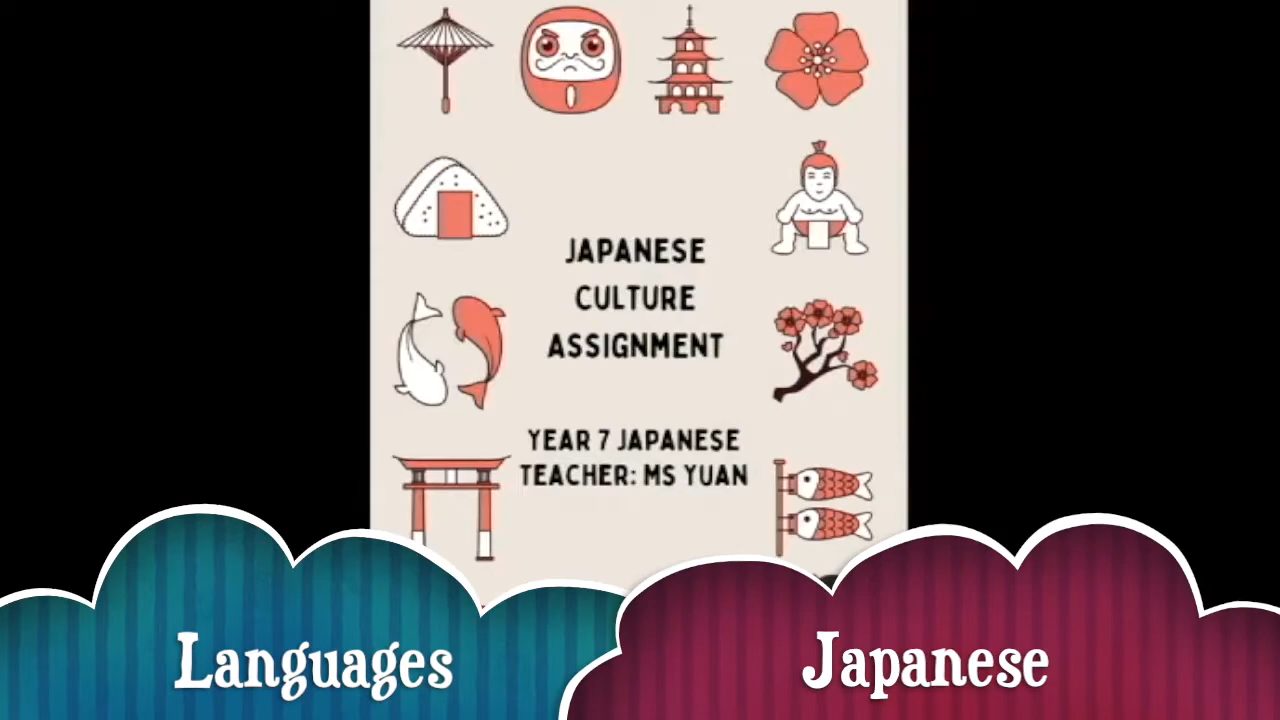 JAPANESE
CULTURE
ASSIGNMENT
YEAR 7 JAPANESE
TEACHER: MS YUAN
Languages
Japanese